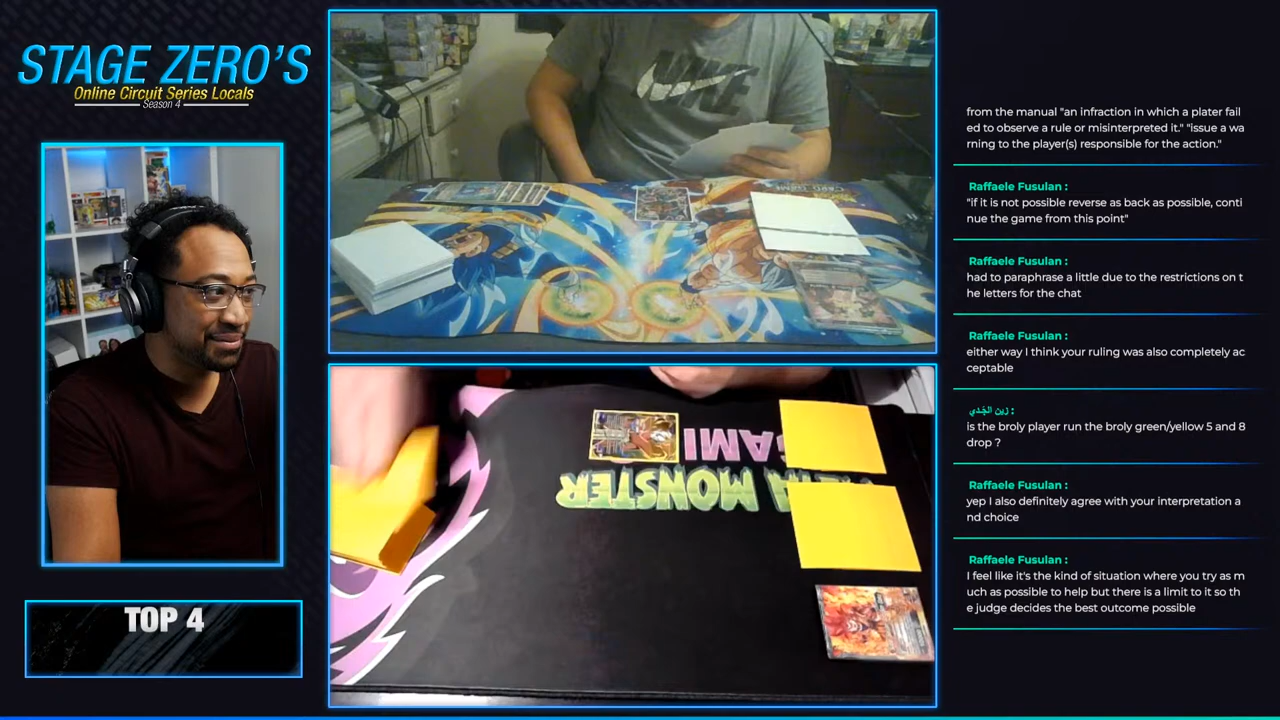 STAGE ZERO'S
Online Circuit Series Locals
Season 4
TOP 4
NIKE
CARD GAME
MONSTER
from the manual "an infraction in which a plater fail
ed to observe a rule or misinterpreted it." "issue a wa
rning to the player(s) responsible for the action."
Raffaele Fusulan :
"if it is not possible reverse as back as possible, conti
nue the game from this point"
Raffaele Fusulan :
had to paraphrase a little due to the restrictions on t
he letters for the chat
Raffaele Fusulan :
either way I think your ruling was also completely ac
ceptable
زين الجَدي :
is the broly player run the broly green/yellow 5 and 8
drop ?
Raffaele Fusulan :
yep I also definitely agree with your interpretation a
nd choice
Raffaele Fusulan :
I feel like it's the kind of situation where you try as m
uch as possible to help but there is a limit to it so th
e judge decides the best outcome possible